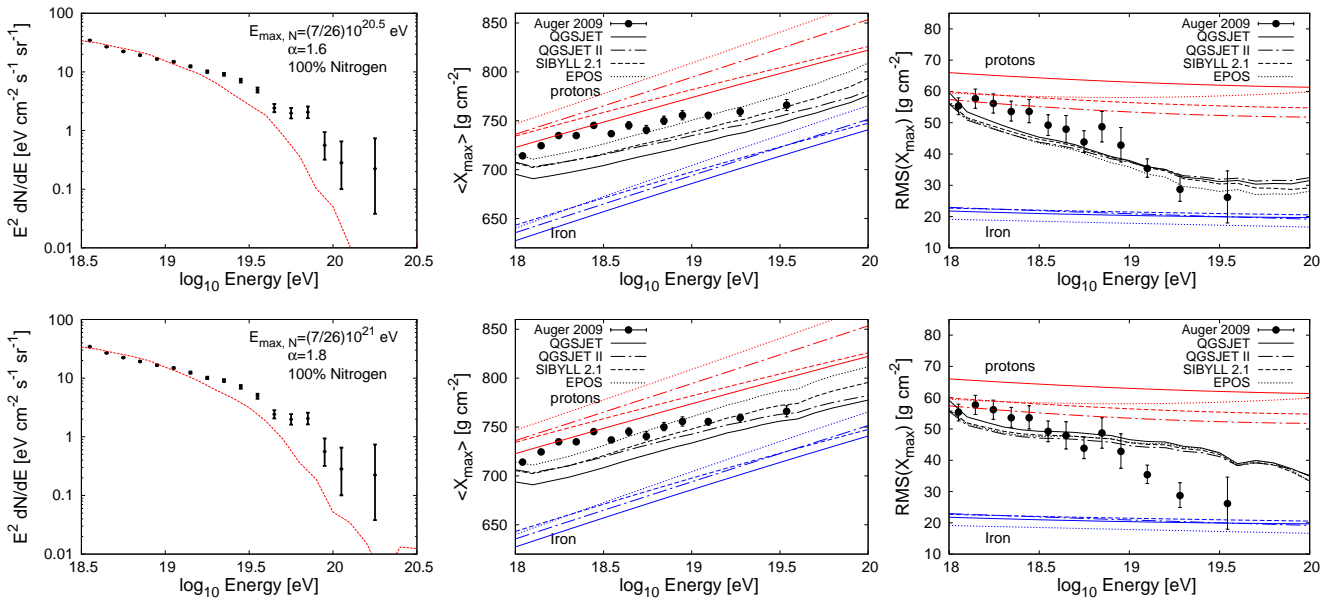 E² dN/dE [eV cm⁻² s⁻¹ sr⁻¹]
100
10
1
0.1
0.01
18.5
19
19.5
20
20.5
log₁₀ Energy [eV]
E_max, N=(7/26)10^20.5 eV
α=1.6
100% Nitrogen
<X_max> [g cm⁻²]
850
800
750
700
650
18
18.5
19
19.5
20
log₁₀ Energy [eV]
Auger 2009
QGSJET
QGSJET II
SIBYLL 2.1
EPOS
protons
Iron
RMS(X_max) [g cm⁻²]
80
70
60
50
40
30
20
10
18
18.5
19
19.5
20
log₁₀ Energy [eV]
Auger 2009
QGSJET
QGSJET II
SIBYLL 2.1
EPOS
protons
Iron
E² dN/dE [eV cm⁻² s⁻¹ sr⁻¹]
100
10
1
0.1
0.01
18.5
19
19.5
20
20.5
log₁₀ Energy [eV]
E_max, N=(7/26)10^21 eV
α=1.8
100% Nitrogen
<X_max> [g cm⁻²]
850
800
750
700
650
18
18.5
19
19.5
20
log₁₀ Energy [eV]
Auger 2009
QGSJET
QGSJET II
SIBYLL 2.1
EPOS
protons
Iron
RMS(X_max) [g cm⁻²]
80
70
60
50
40
30
20
10
18
18.5
19
19.5
20
log₁₀ Energy [eV]
Auger 2009
QGSJET
QGSJET II
SIBYLL 2.1
EPOS
protons
Iron